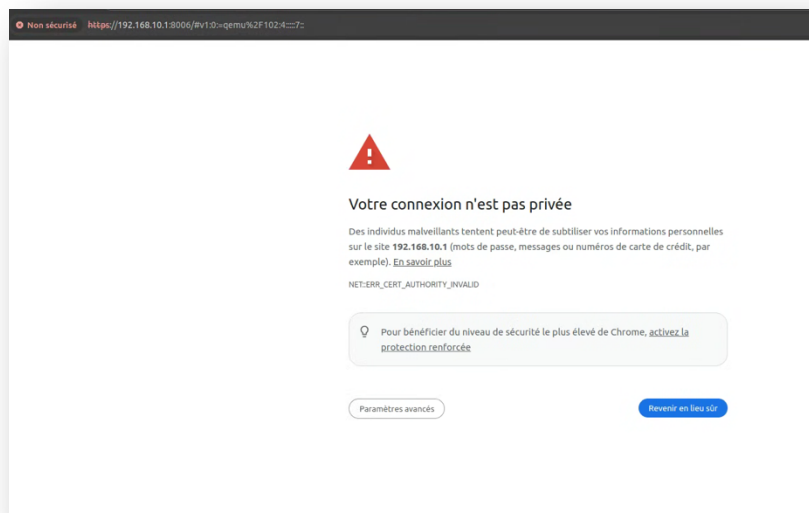 Non sécurisé https://192.168.10.1:8006/#v1:0:=qemu%2F102:4:::::7::
Votre connexion n'est pas privée
Des individus malveillants tentent peut-être de subtiliser vos informations personnelles
sur le site 192.168.10.1 (mots de passe, messages ou numéros de carte de crédit, par
exemple). En savoir plus
NET::ERR_CERT_AUTHORITY_INVALID
Pour bénéficier du niveau de sécurité le plus élevé de Chrome, activez la
protection renforcée
Paramètres avancés
Revenir en lieu sûr